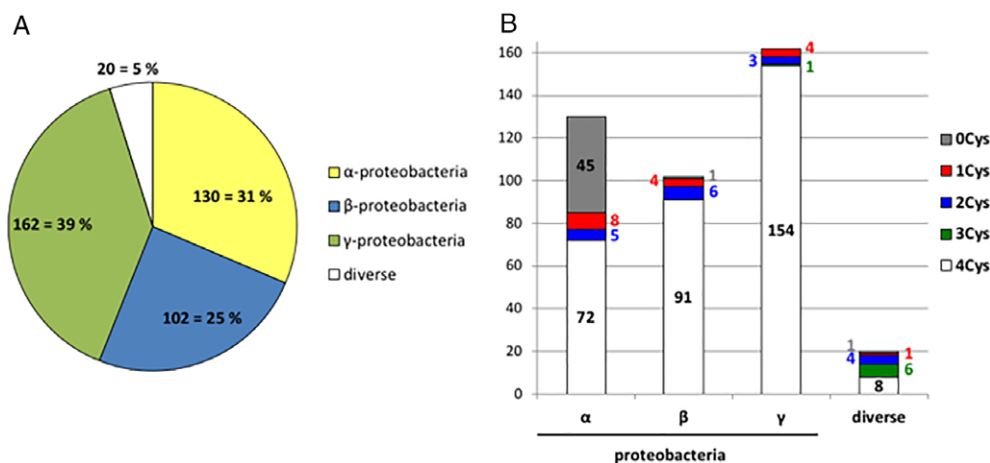 A
20 = 5 %
130 = 31 %
162 = 39 %
102 = 25 %
α-proteobacteria
β-proteobacteria
γ-proteobacteria
diverse
B
160
140
120
100
80
60
40
20
0
45
8
5
72
4
1
6
91
4
3
1
154
1
1
4
6
8
α
β
γ
diverse
proteobacteria
0Cys
1Cys
2Cys
3Cys
4Cys